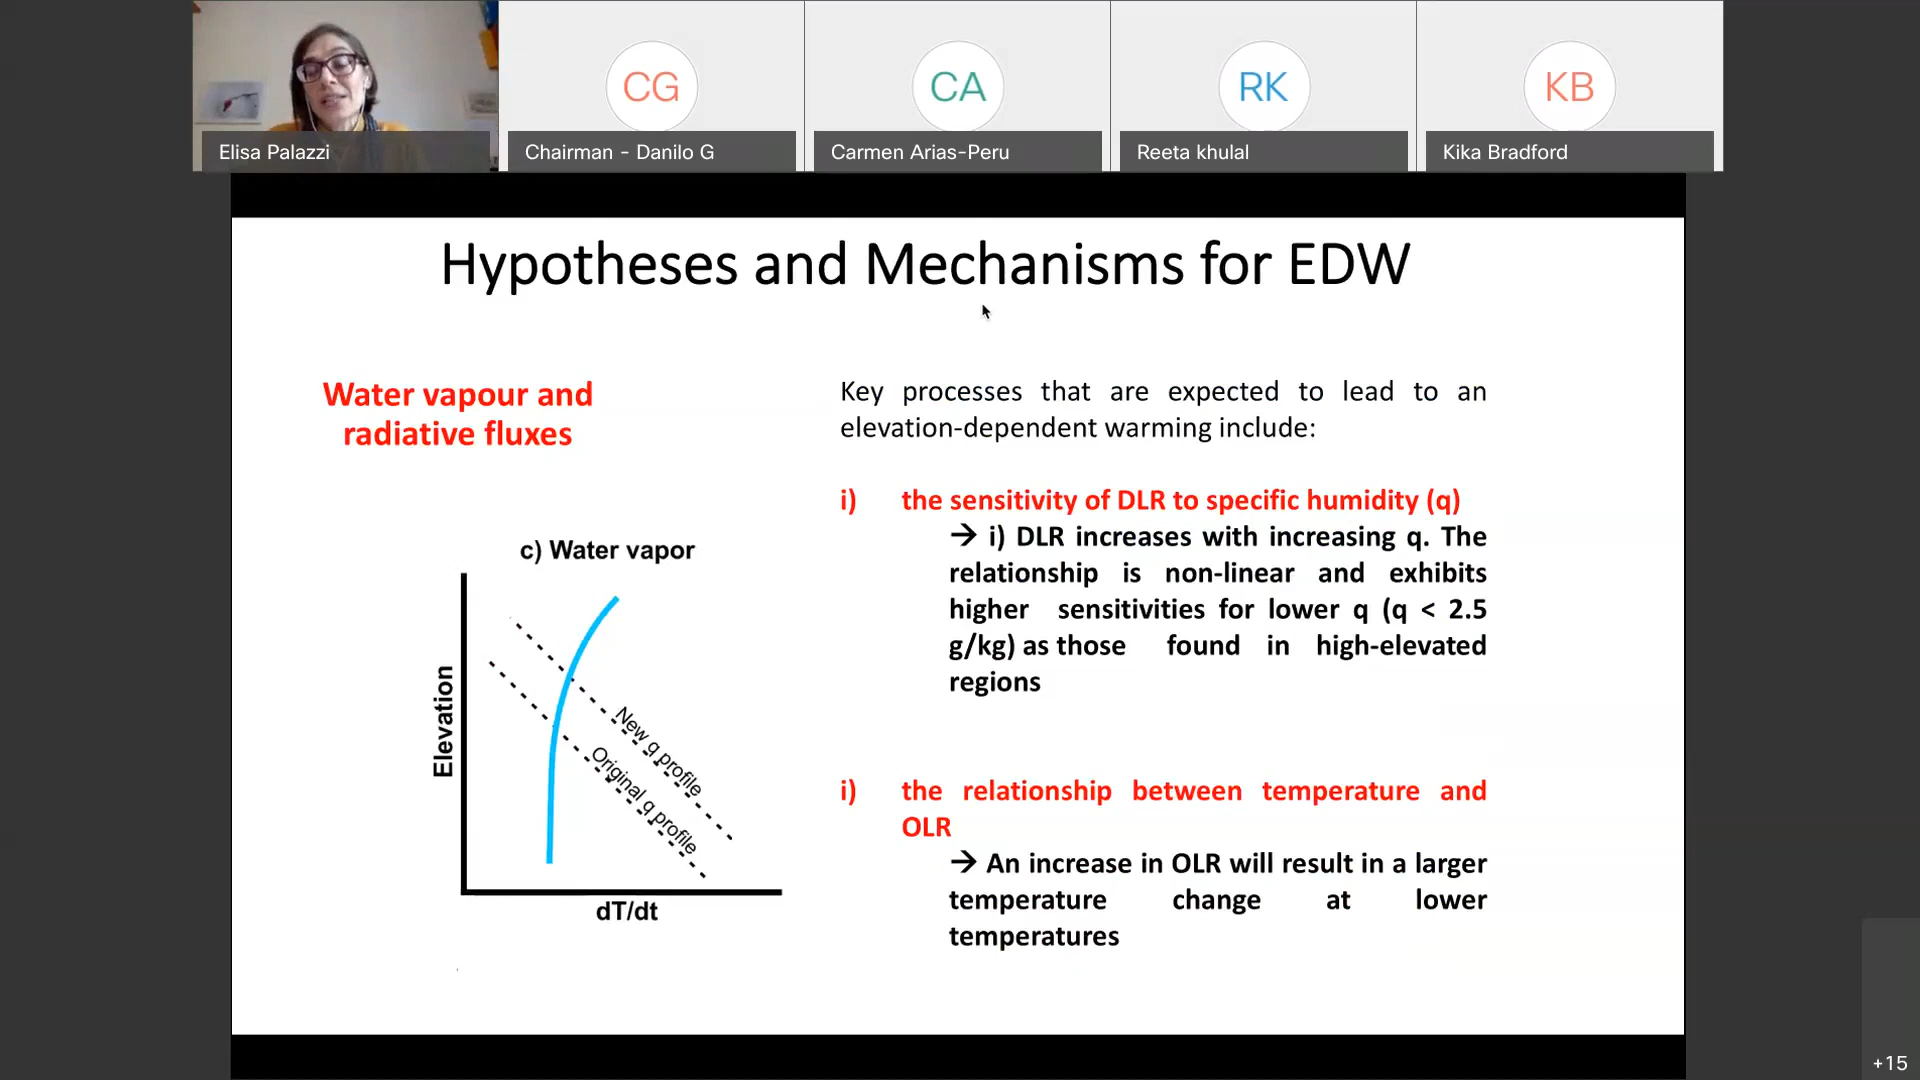 CG
CA
RK
KB
Elisa Palazzi
Chairman - Danilo G
Carmen Arias-Peru
Reeta khulal
Kika Bradford
Hypotheses and Mechanisms for EDW
Water vapour and
radiative fluxes
c) Water vapor
Elevation
New q profile
Original q profile
dT/dt
Key processes that are expected to lead to an
elevation-dependent warming include:
i) the sensitivity of DLR to specific humidity (q)
→ i) DLR increases with increasing q. The
relationship is non-linear and exhibits
higher sensitivities for lower q (q < 2.5
g/kg) as those found in high-elevated
regions
i) the relationship between temperature and
OLR
→ An increase in OLR will result in a larger
temperature change at lower
temperatures
+15